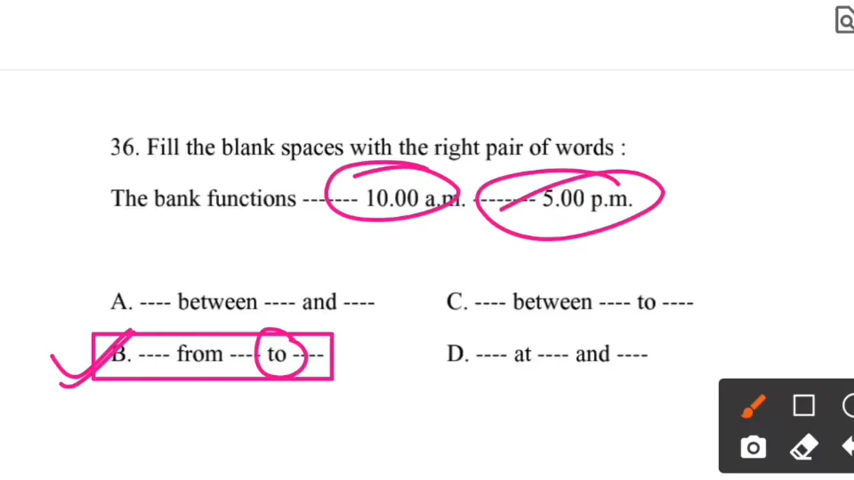 36. Fill the blank spaces with the right pair of words :
The bank functions ------- 10.00 a.m. ------- 5.00 p.m.
A. ---- between ---- and ----
C. ---- between ---- to ----
B. ---- from ---- to ----
D. ---- at ---- and ----